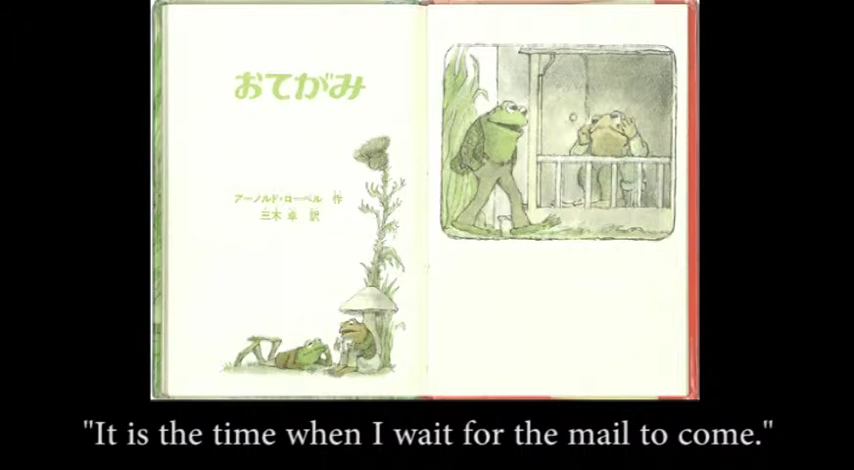 おてがみ
アーノルド・ローベル 作
三木 卓 訳
"It is the time when I wait for the mail to come."